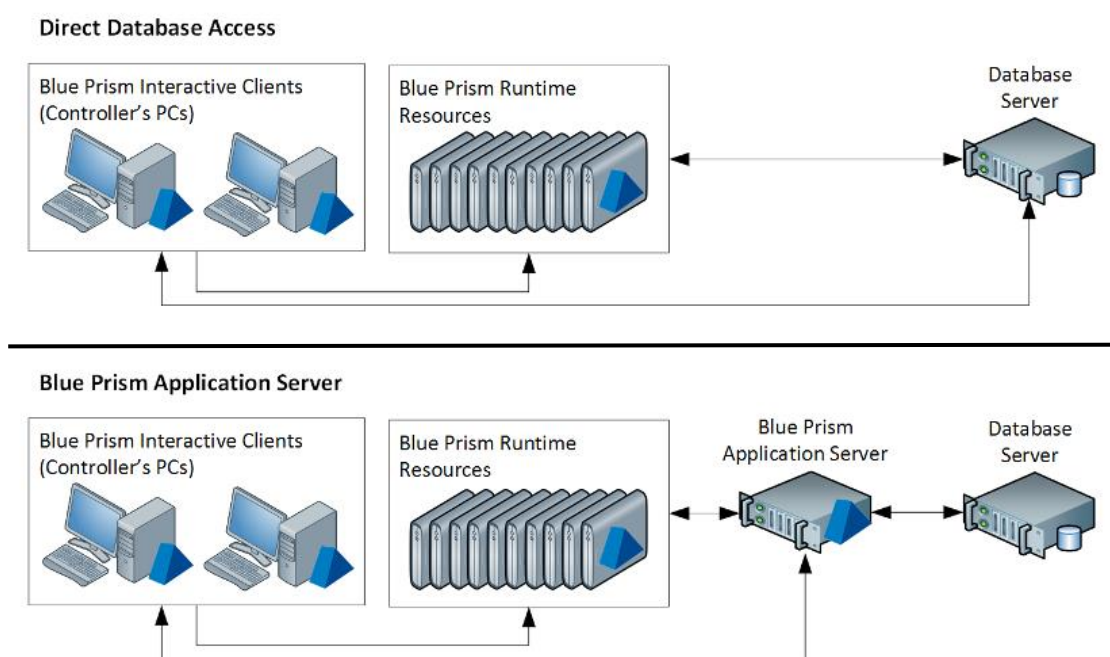 Direct Database Access
Blue Prism Interactive Clients
(Controller's PCs)
Blue Prism Runtime
Resources
Database
Server
Blue Prism Application Server
Blue Prism Interactive Clients
(Controller's PCs)
Blue Prism Runtime
Resources
Blue Prism
Application Server
Database
Server